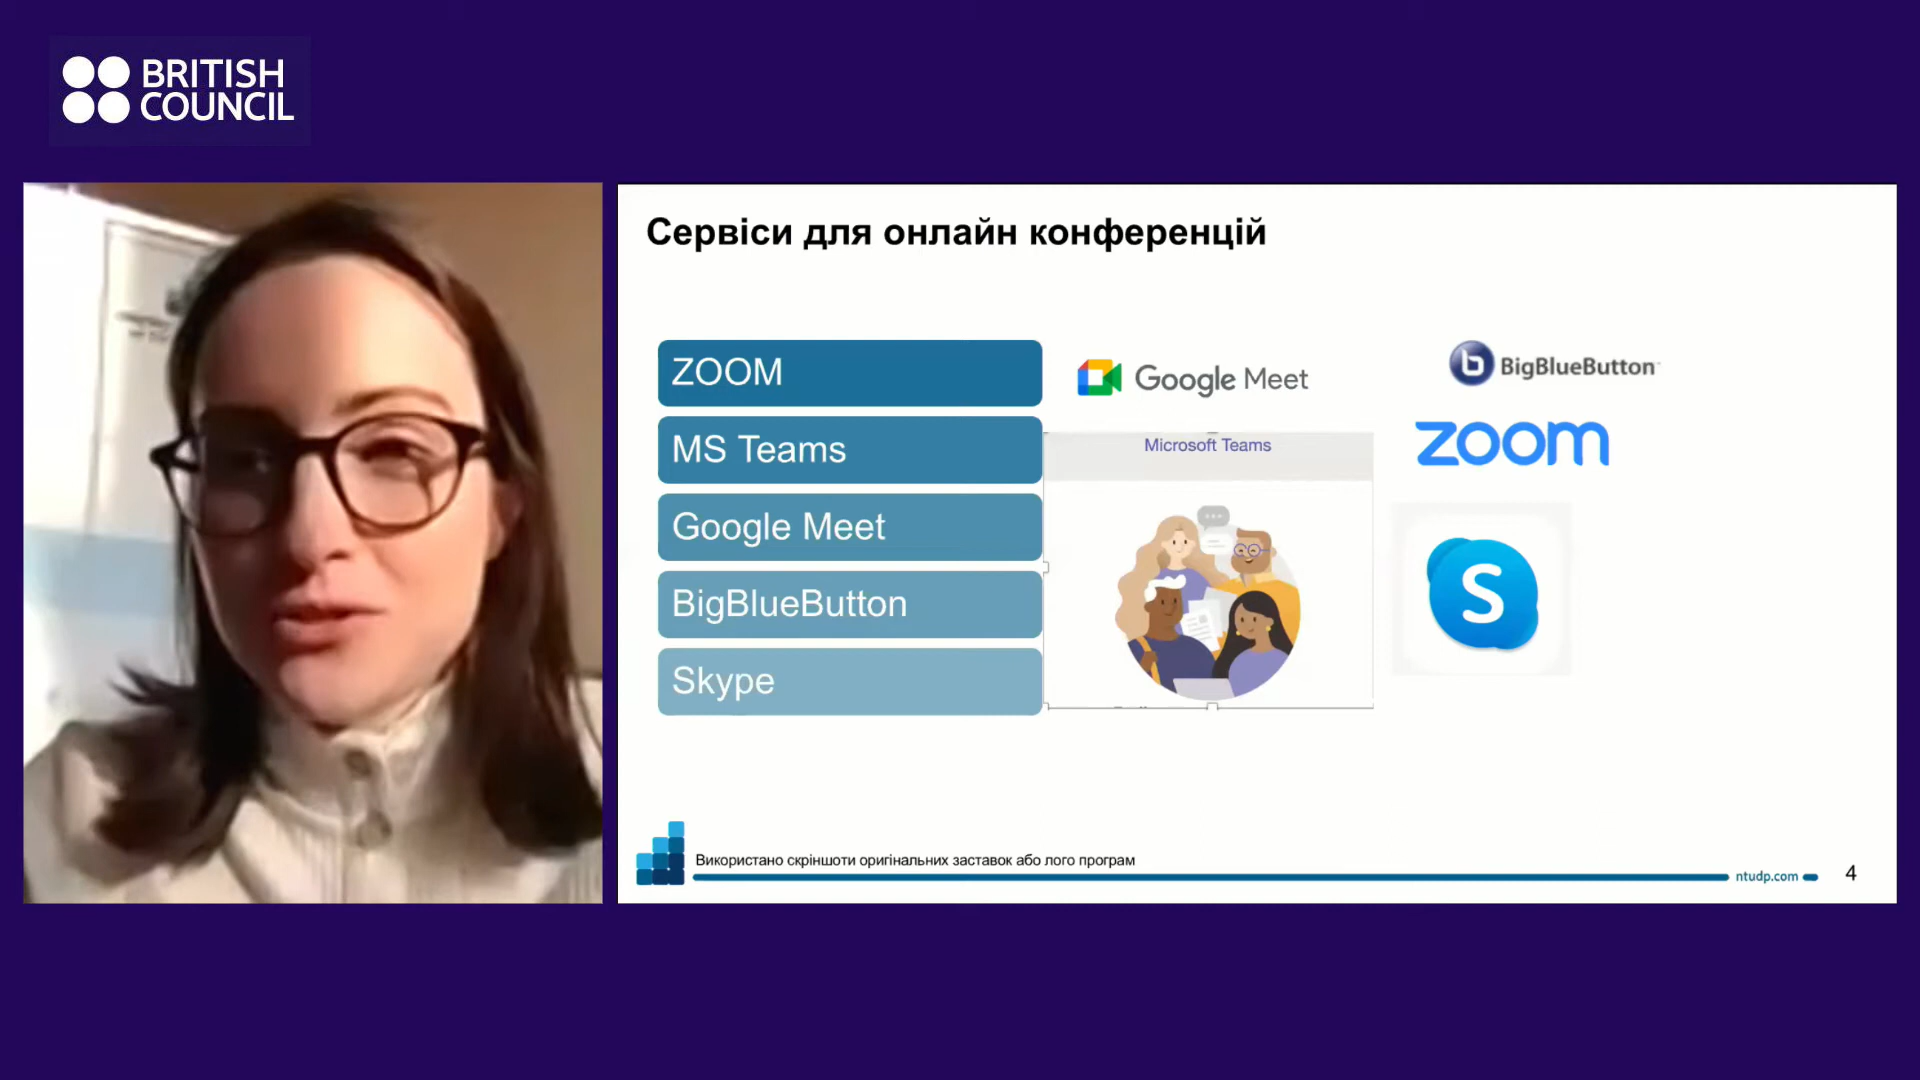 BRITISH
COUNCIL
Сервіси для онлайн конференцій
ZOOM
MS Teams
Google Meet
BigBlueButton
Skype
Google Meet
BigBlueButton
Microsoft Teams
zoom
S
Використано скріншоти оригінальних заставок або лого програм
ntudp.com
4